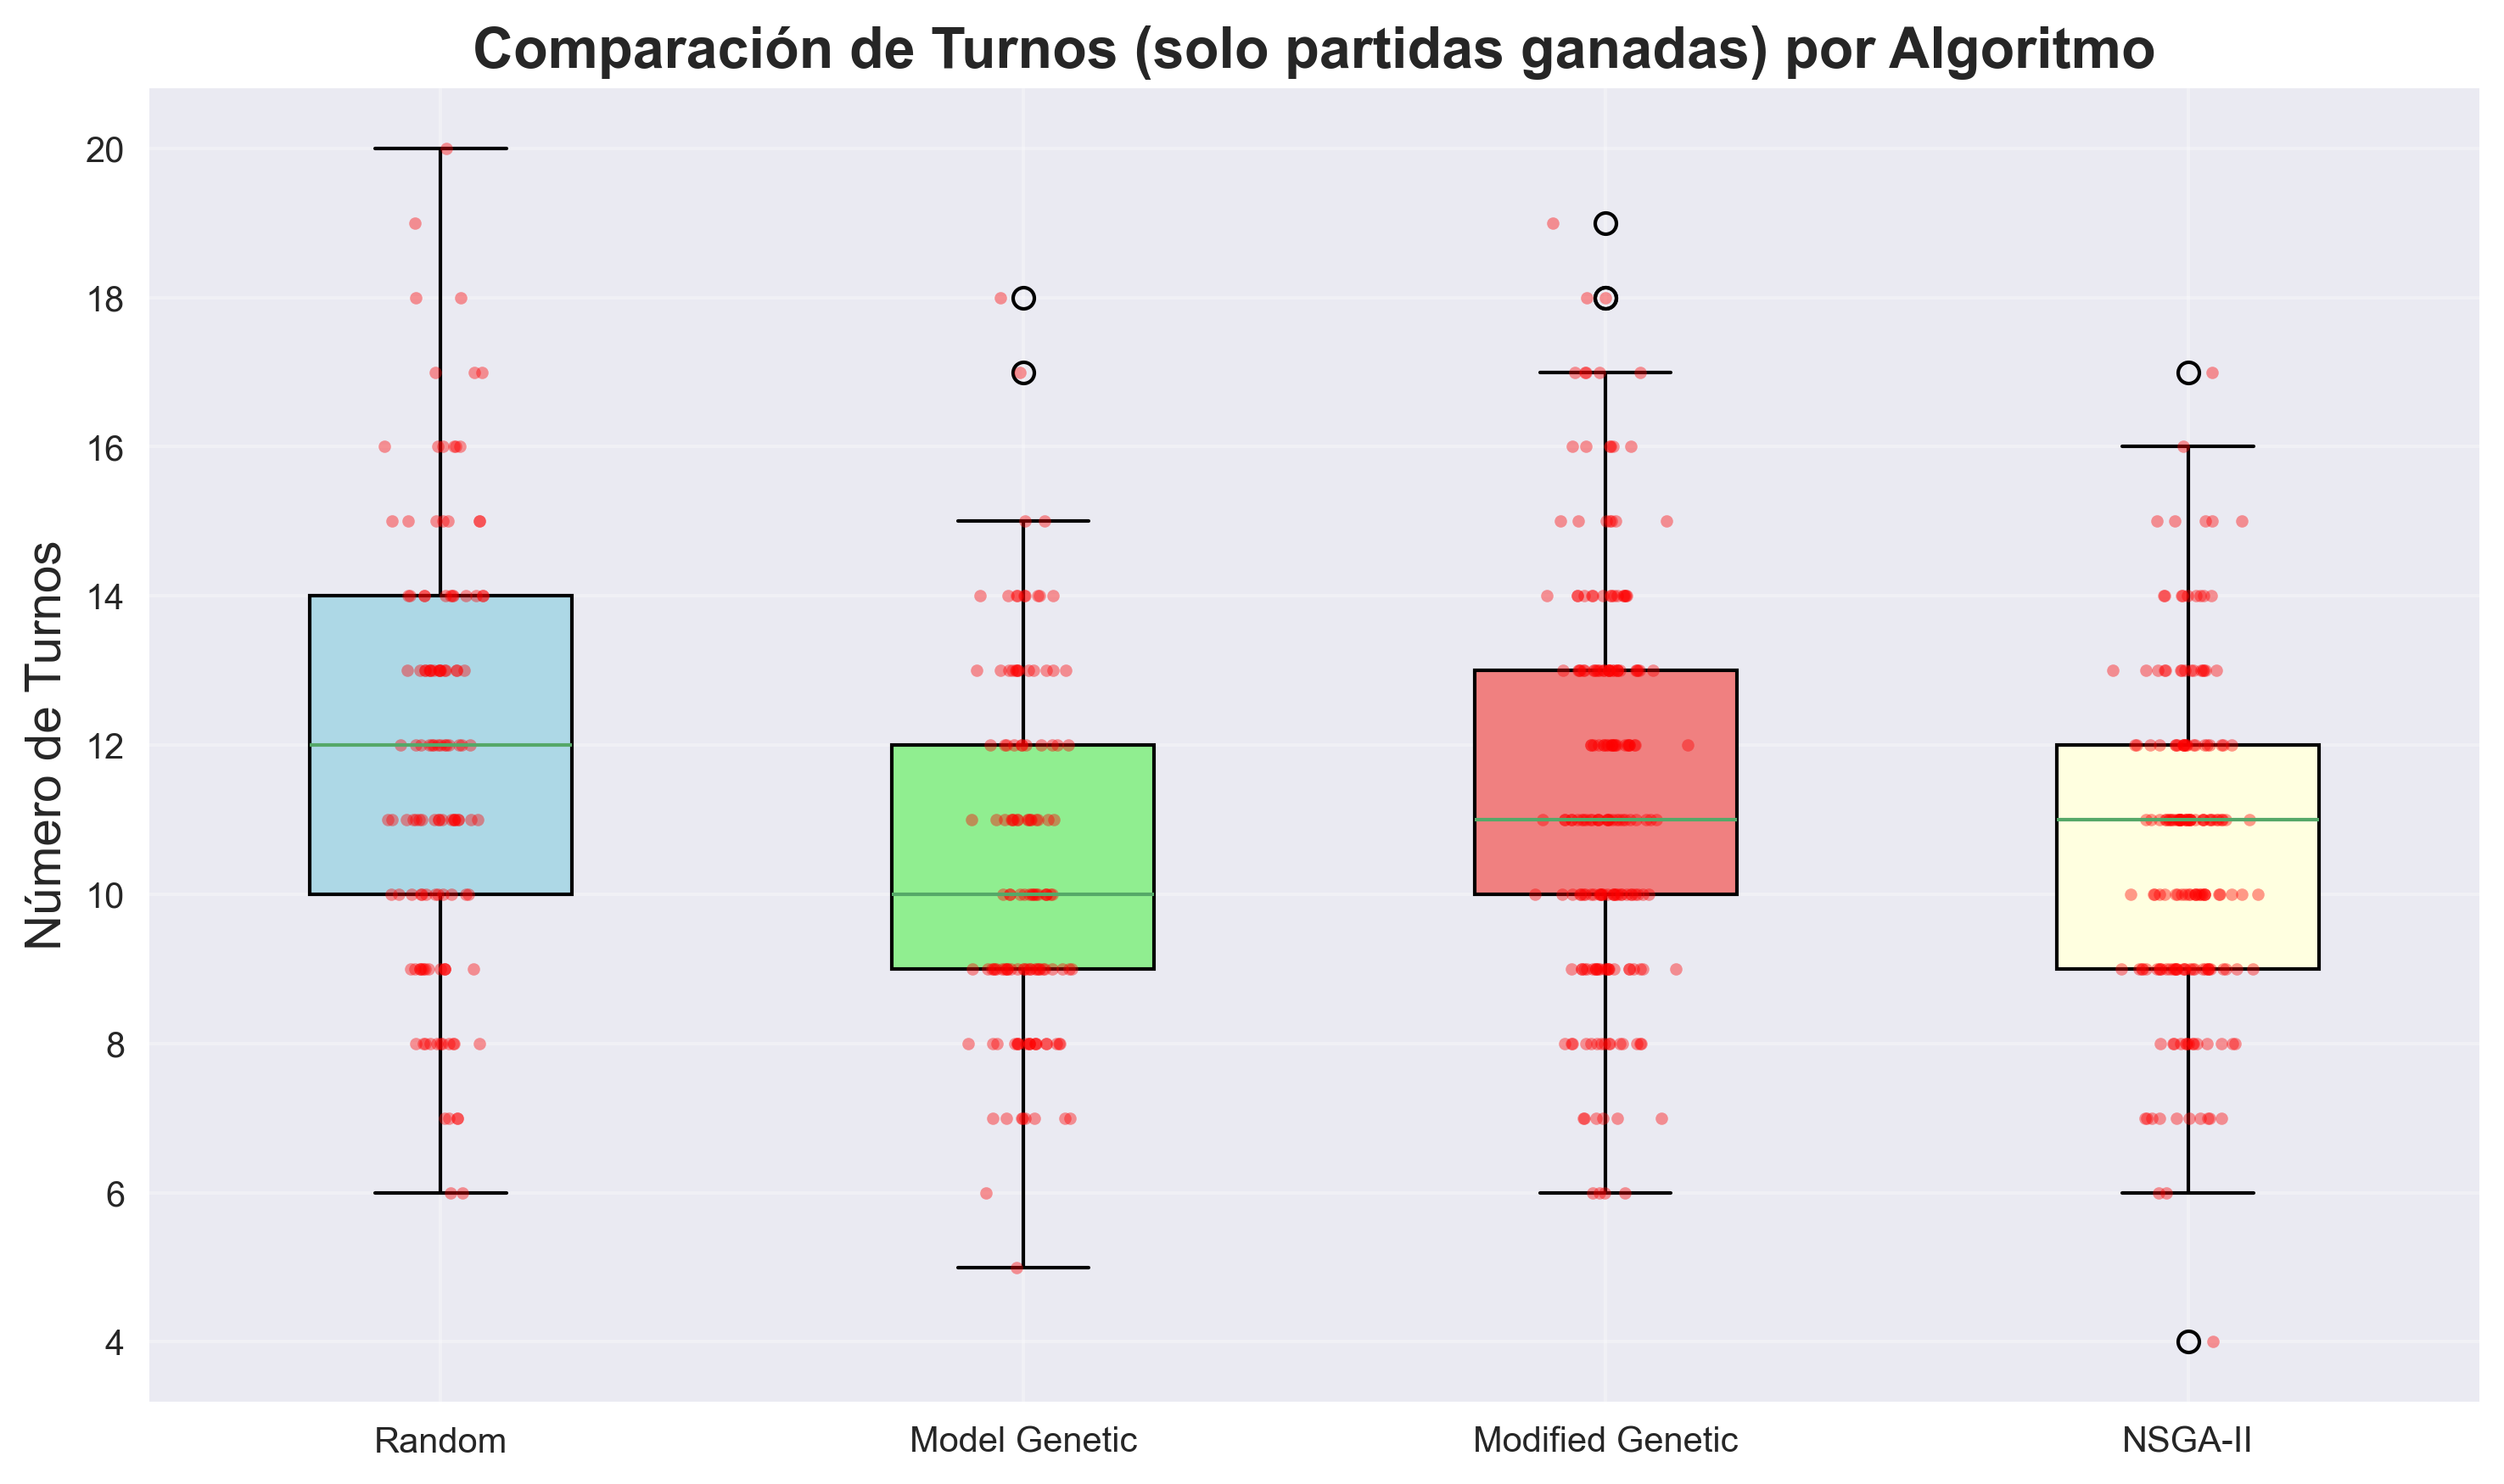 Comparación de Turnos (solo partidas ganadas) por Algoritmo
Número de Turnos
20
18
16
14
12
10
8
6
4
Random
Model Genetic
Modified Genetic
NSGA-II